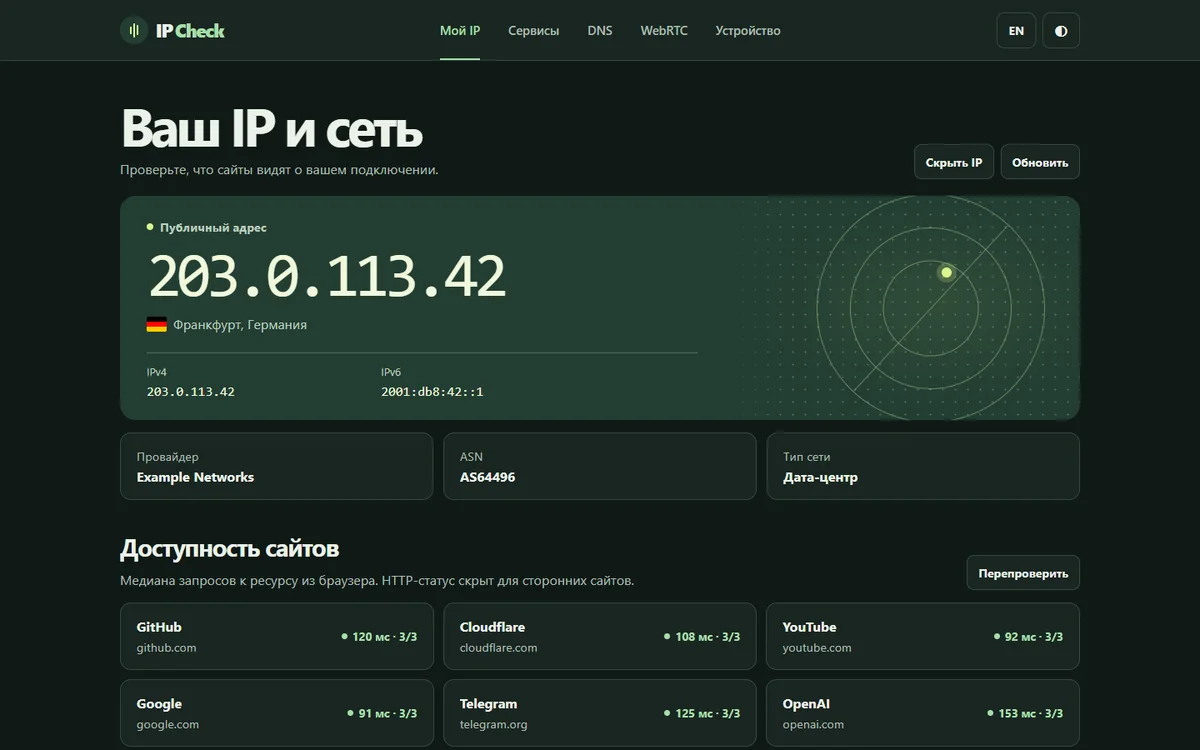 IP Check
Мой IP
Сервисы
DNS
WebRTC
Устройство
EN
Ваш IP и сеть
Проверьте, что сайты видят о вашем подключении.
Скрыть IP
Обновить
Публичный адрес
203.0.113.42
Франкфурт, Германия
IPv4
203.0.113.42
IPv6
2001:db8:42::1
Провайдер
Example Networks
ASN
AS64496
Тип сети
Дата-центр
Доступность сайтов
Медиана запросов к ресурсу из браузера. HTTP-статус скрыт для сторонних сайтов.
Перепроверить
GitHub
github.com
120 мс · 3/3
Cloudflare
cloudflare.com
108 мс · 3/3
YouTube
youtube.com
92 мс · 3/3
Google
google.com
91 мс · 3/3
Telegram
telegram.org
125 мс · 3/3
OpenAI
openai.com
153 мс · 3/3